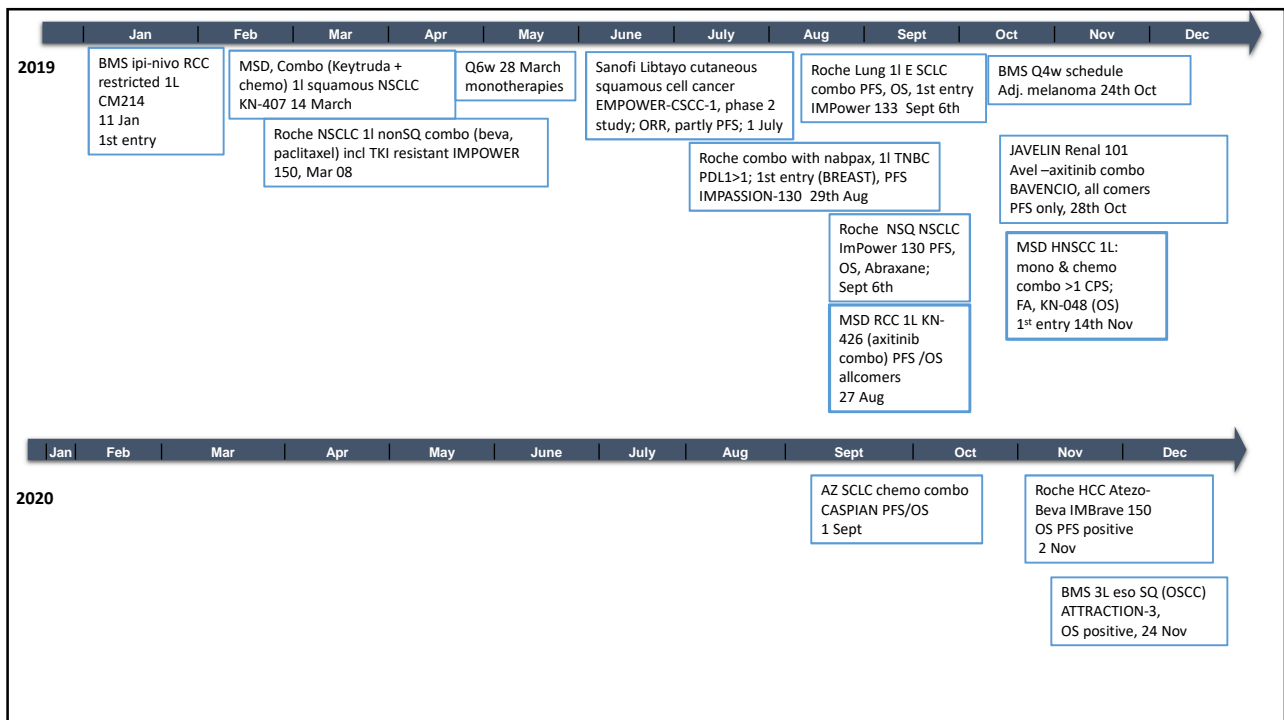 Jan Feb Mar Apr May June July Aug Sept Oct Nov Dec
2019
BMS ipi-nivo RCC
restricted 1L
CM214
11 Jan
1st entry
MSD, Combo (Keytruda +
chemo) 1l squamous NSCLC
KN-407 14 March
Roche NSCLC 1l nonSQ combo (beva,
paclitaxel) incl TKI resistant IMPOWER
150, Mar 08
Q6w 28 March
monotherapies
Sanofi Libtayo cutaneous
squamous cell cancer
EMPOWER-CSCC-1, phase 2
study; ORR, partly PFS; 1 July
Roche combo with nabpax, 1l TNBC
PDL1>1; 1st entry (BREAST), PFS
IMPASSION-130 29th Aug
Roche Lung 1l E SCLC
combo PFS, OS, 1st entry
IMPower 133 Sept 6th
Roche NSQ NSCLC
ImPower 130 PFS,
OS, Abraxane;
Sept 6th
MSD RCC 1L KN-
426 (axitinib
combo) PFS /OS
allcomers
27 Aug
BMS Q4w schedule
Adj. melanoma 24th Oct
JAVELIN Renal 101
Avel –axitinib combo
BAVENCIO, all comers
PFS only, 28th Oct
MSD HNSCC 1L:
mono & chemo
combo >1 CPS;
FA, KN-048 (OS)
1st entry 14th Nov
Jan Feb Mar Apr May June July Aug Sept Oct Nov Dec
2020
AZ SCLC chemo combo
CASPIAN PFS/OS
1 Sept
Roche HCC Atezo-
Beva IMBrave 150
OS PFS positive
2 Nov
BMS 3L eso SQ (OSCC)
ATTRACTION-3,
OS positive, 24 Nov